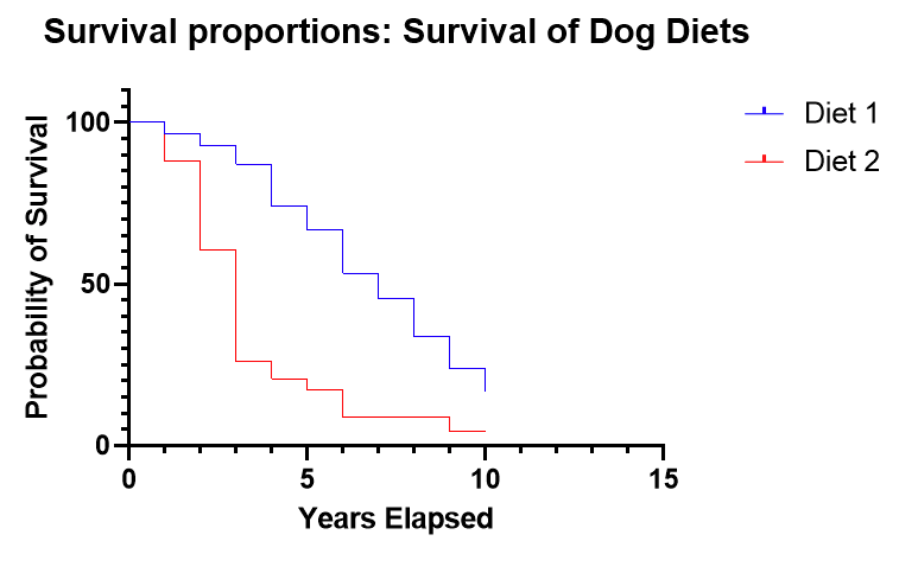 Survival proportions: Survival of Dog Diets
Probability of Survival
100
50
0
0 5 10 15
Years Elapsed
Diet 1
Diet 2